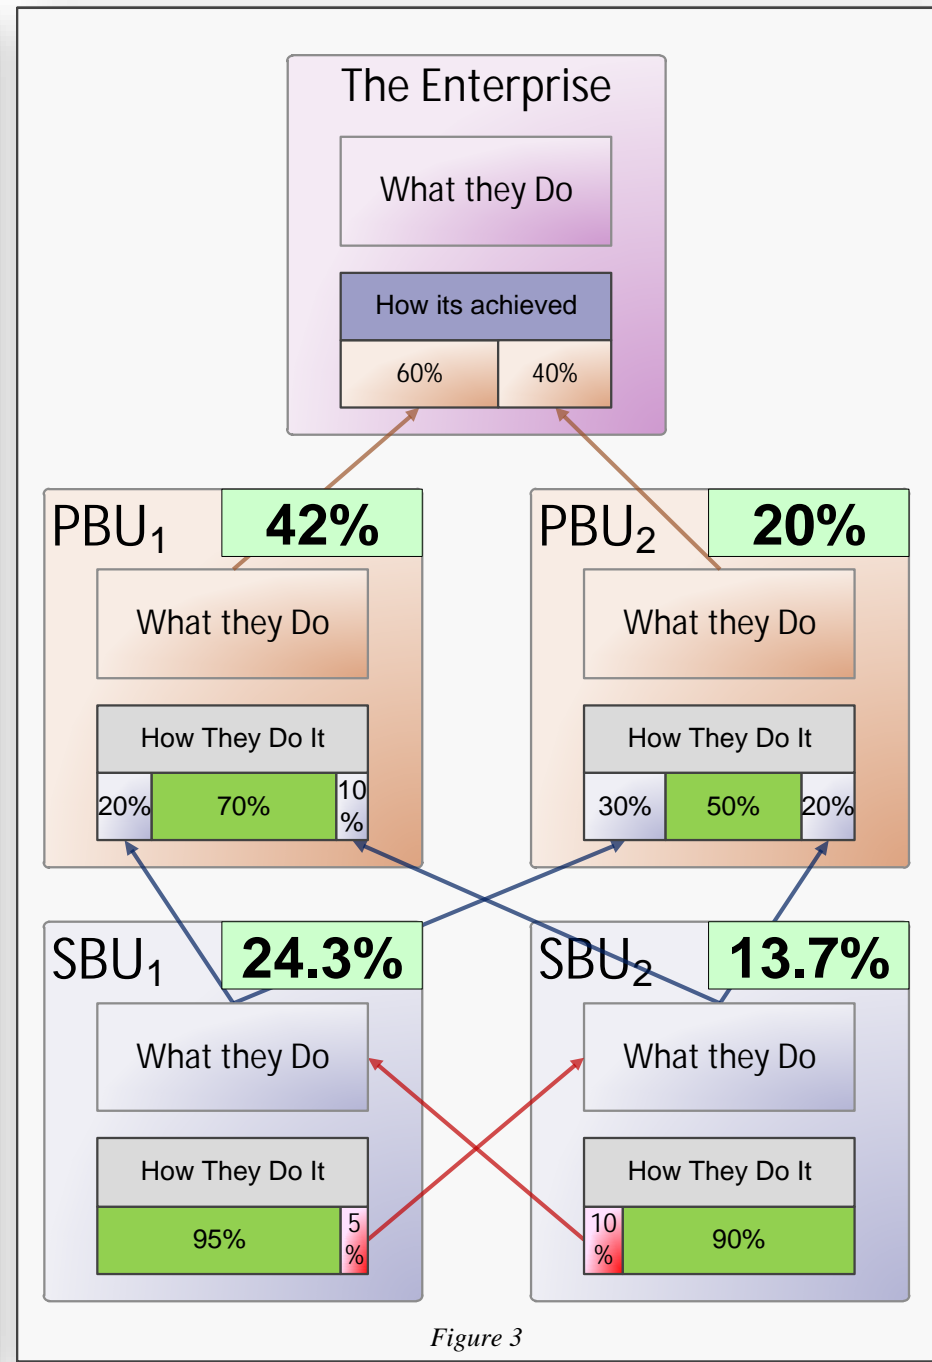 The Enterprise
What they Do
How its achieved
60% 40%
PBU1 42%
What they Do
How They Do It
20% 70% 10
%
PBU2 20%
What they Do
How They Do It
30% 50% 20%
SBU1 24.3%
What they Do
How They Do It
95% 5
%
SBU2 13.7%
What they Do
How They Do It
10
% 90%
Figure 3